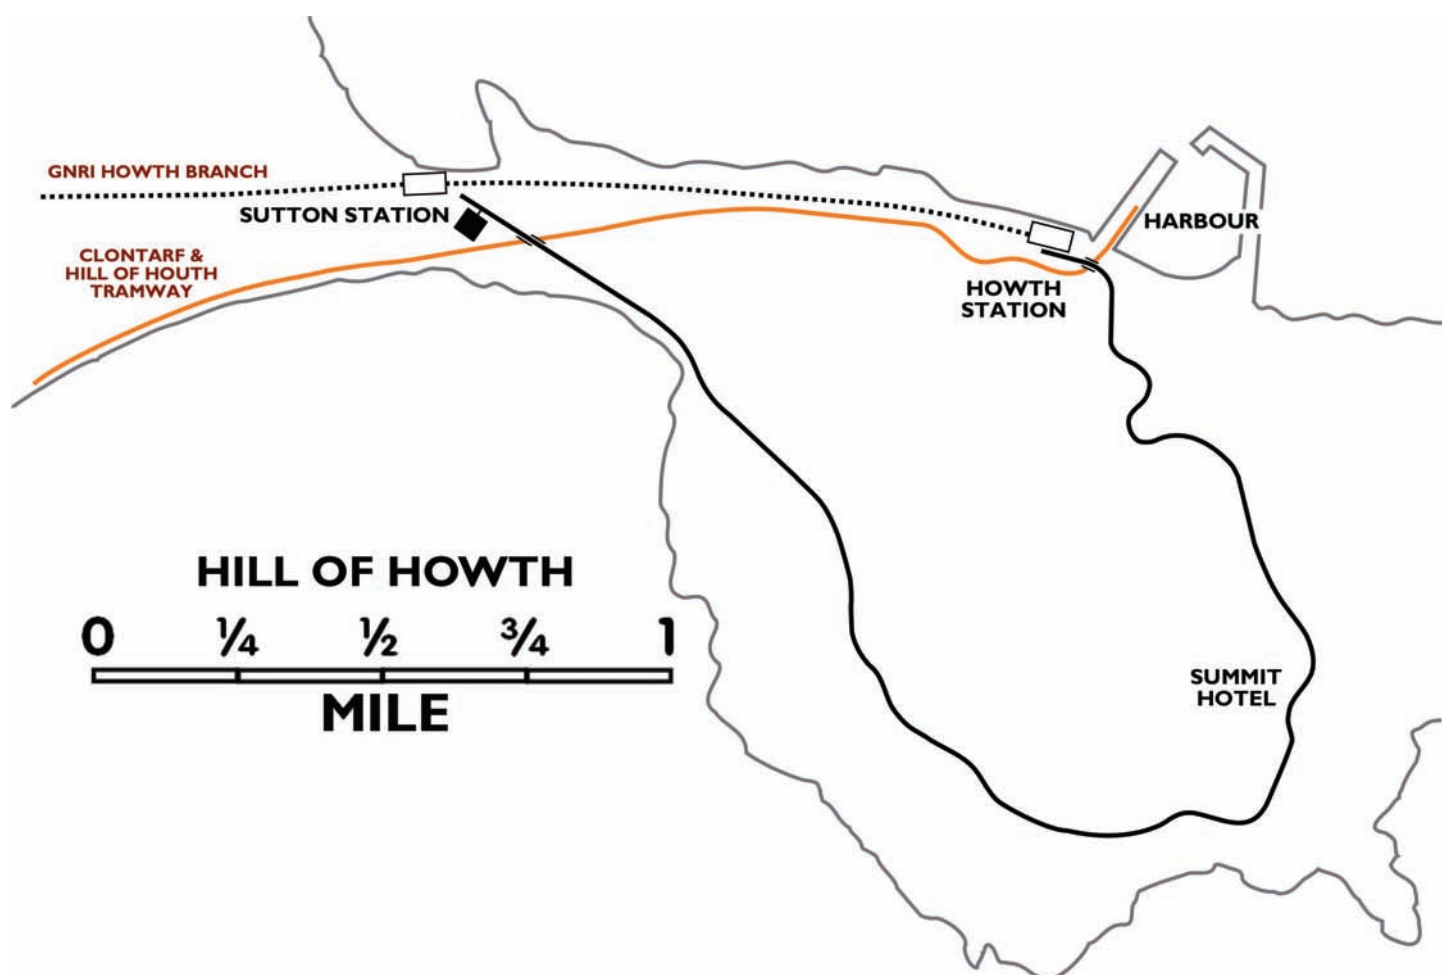 GNRI HOWTH BRANCH
SUTTON STATION
HARBOUR
CLONTARF &
HILL OF HOUTH
TRAMWAY
HOWTH
STATION
HILL OF HOWTH
0 ¼ ½ ¾ 1
MILE
SUMMIT
HOTEL